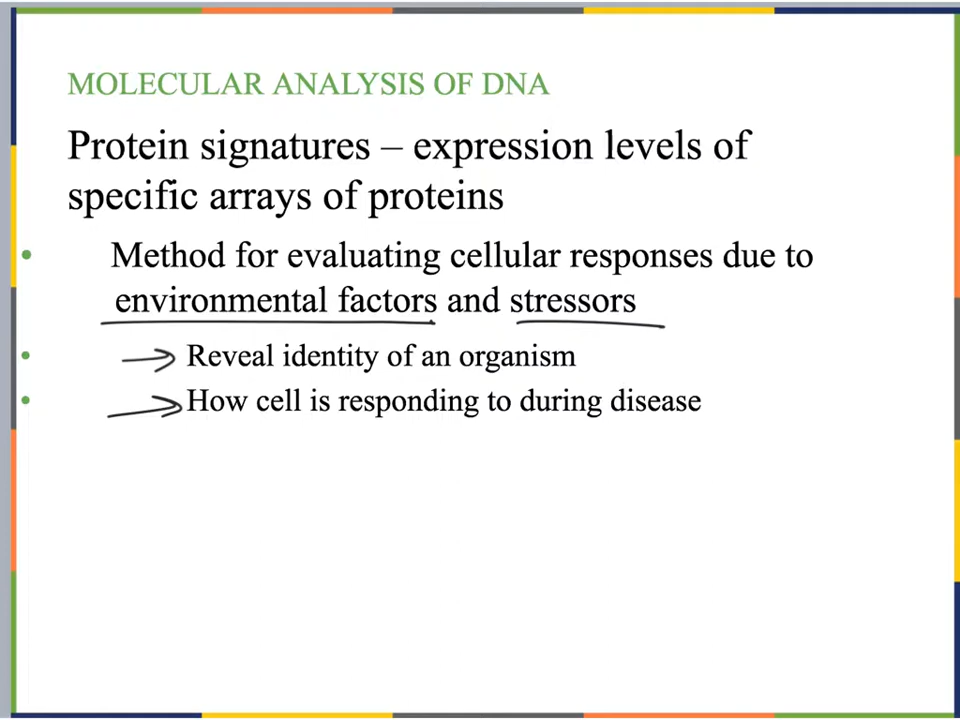 MOLECULAR ANALYSIS OF DNA
Protein signatures – expression levels of
specific arrays of proteins
• Method for evaluating cellular responses due to
environmental factors and stressors
• Reveal identity of an organism
• How cell is responding to during disease